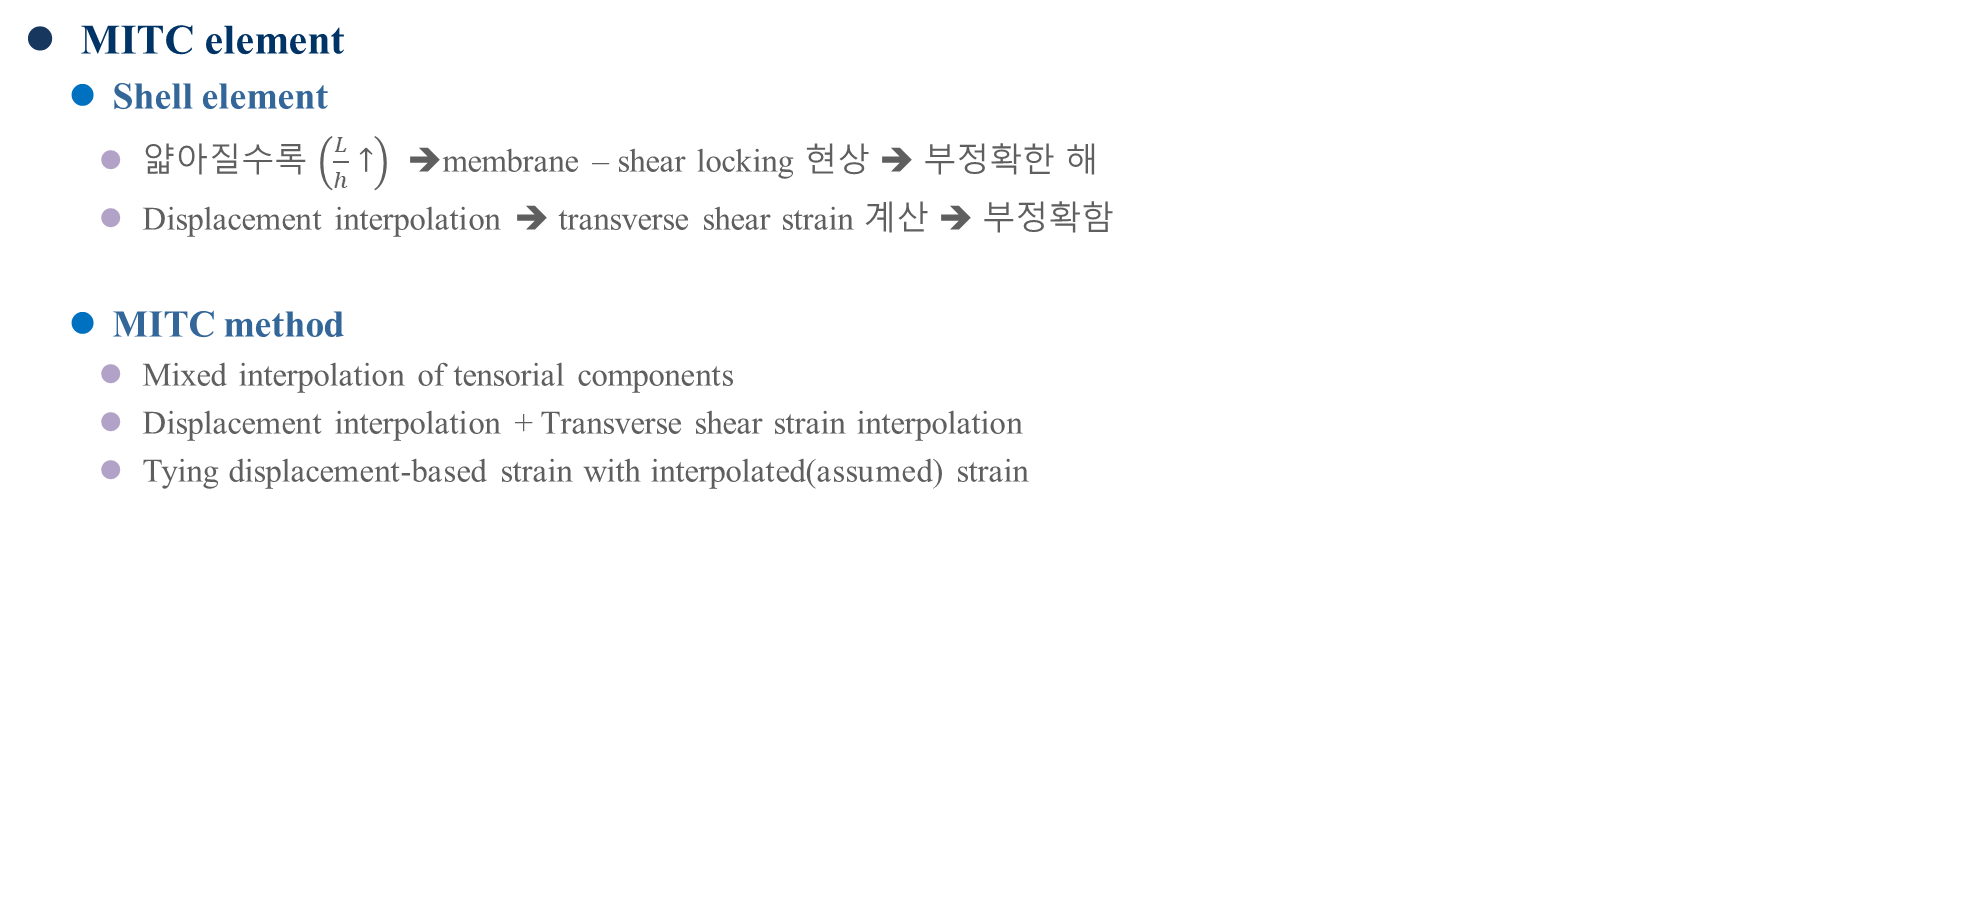 MITC element
Shell element
얇아질수록 (L/h ↑) ➔membrane – shear locking 현상 ➔ 부정확한 해
Displacement interpolation ➔ transverse shear strain 계산 ➔ 부정확함
MITC method
Mixed interpolation of tensorial components
Displacement interpolation + Transverse shear strain interpolation
Tying displacement-based strain with interpolated(assumed) strain